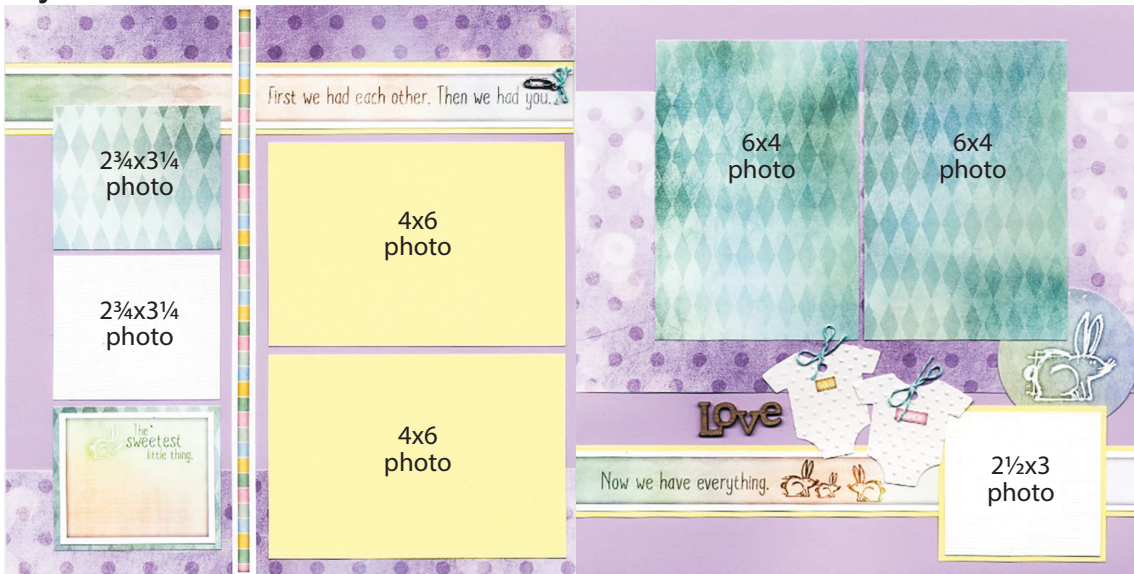 First we had each other. Then we had you.
2¾x3¼
photo
2¾x3¼
photo
The
sweetest
little thing.
4x6
photo
4x6
photo
6x4
photo
6x4
photo
Love
Now we have everything.
2½x3
photo